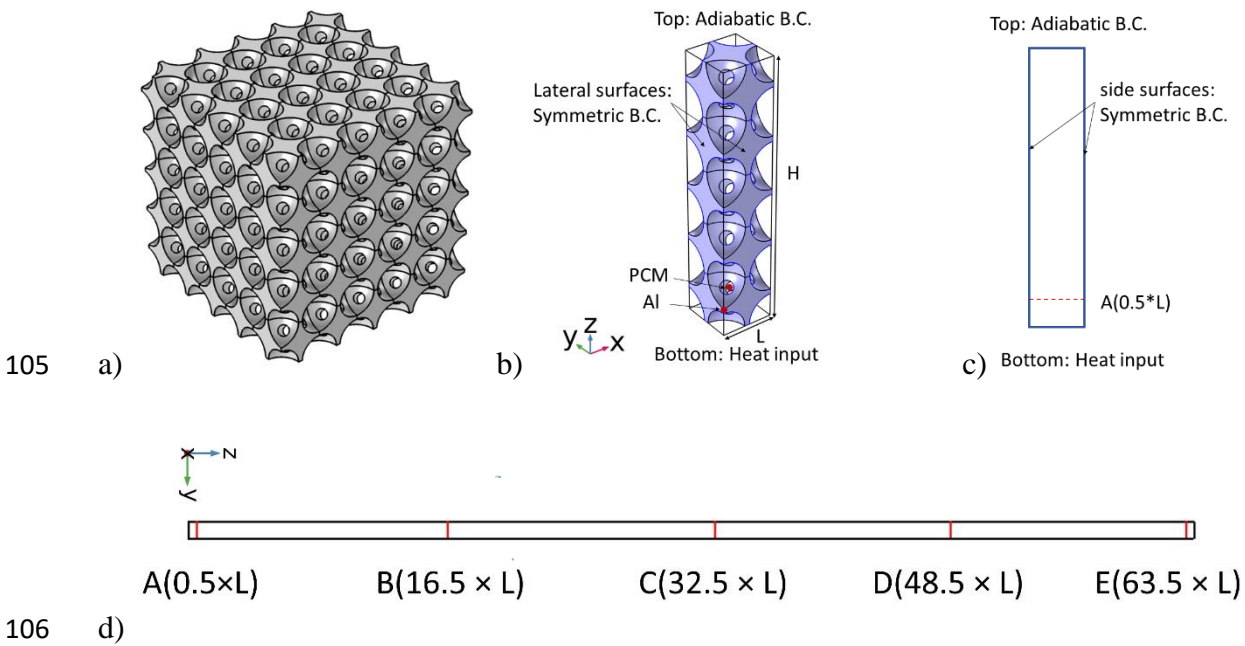 Top: Adiabatic B.C.
Lateral surfaces:
Symmetric B.C.
H
PCM
Al
L
z
y
x
Bottom: Heat input
Top: Adiabatic B.C.
side surfaces:
Symmetric B.C.
A(0.5*L)
Bottom: Heat input
105 a) b) c)
x z
y
A(0.5×L) B(16.5 × L) C(32.5 × L) D(48.5 × L) E(63.5 × L)
106 d)